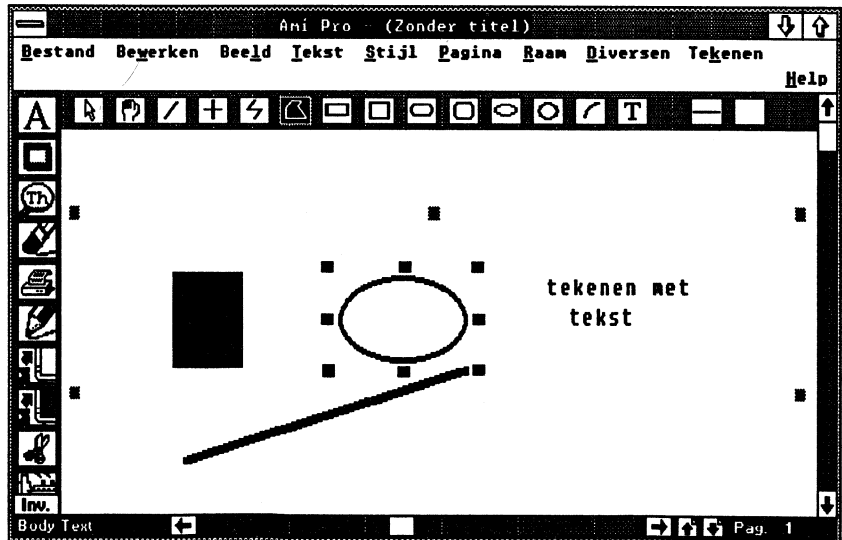 Ami Pro - (Zonder titel)
Bestand Bewerken Beeld Tekst Stijl Pagina Raam Diversen Tekenen
Help
A T
Th
tekenen met
tekst
Inv.
Body Text Pag. 1